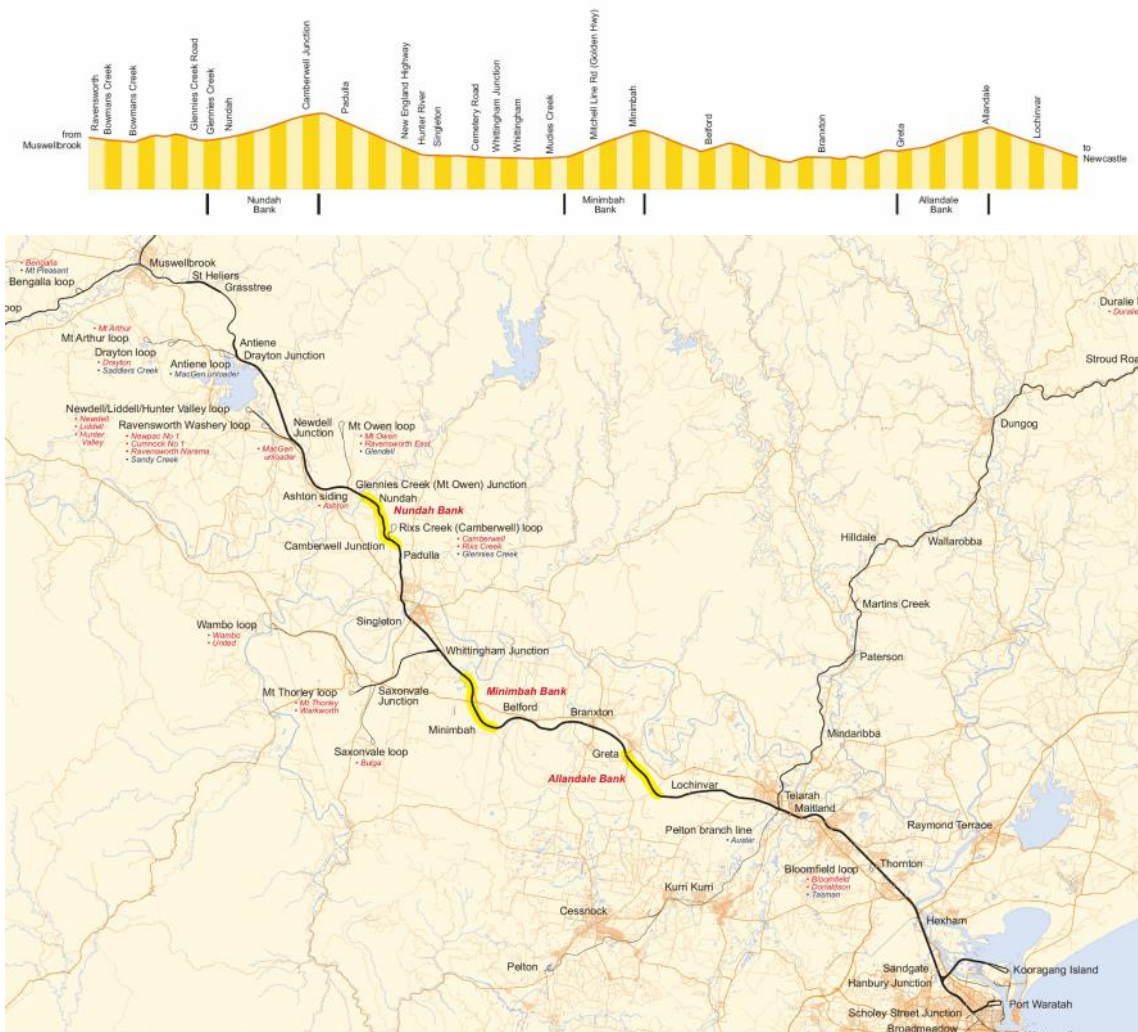 from
Muswellbrook
Ravensworth
Bowmans Creek
Bowmans Creek
Glennies Creek Road
Glennies Creek
Nundah
Camberwell Junction
Padulla
New England Highway
Hunter River
Singleton
Cemetery Road
Whittingham Junction
Whittingham
Mudies Creek
Mitchell Line Rd (Golden Hwy)
Minimbah
Belford
Branxton
Greta
Allandale
Lochinvar
to
Newcastle
Nundah
Bank
Minimbah
Bank
Allandale
Bank
• Bengalla
• Mt Pleasant
Bengalla loop
oop
Muswellbrook
St Heliers
Grasstree
• Mt Arthur
Mt Arthur loop
Drayton loop
• Drayton
• Saddlers Creek
Antiene
Drayton Junction
Antiene loop
• MacGen unloader
Newdell/Liddell/Hunter Valley loop
• Newdell
• Liddell
• Hunter
Valley
Ravensworth Washery loop
• Newpac No 1
• Cumnock No 1
• Ravensworth Narama
• Sandy Creek
Newdell
Junction
• MacGen
unloader
Mt Owen loop
• Mt Owen
• Ravensworth East
• Glendell
Glennies Creek (Mt Owen) Junction
Ashton siding
• Ashton
Nundah
Nundah Bank
Rixs Creek (Camberwell) loop
• Camberwell
• Rixs Creek
• Glennies Creek
Camberwell Junction
Padulla
Singleton
Wambo loop
• Wambo
• United
Whittingham Junction
Mt Thorley loop
• Mt Thorley
• Warkworth
Saxonvale
Junction
Saxonvale loop
• Bulga
Minimbah Bank
Minimbah
Belford
Branxton
Greta
Allandale Bank
Lochinvar
Duralie l
• Duralie
Stroud Roa
Dungog
Hilldale
Wallarobba
Martins Creek
Paterson
Mindaribba
Telarah
Maitland
Pelton branch line
• Austar
Raymond Terrace
Bloomfield loop
• Bloomfield
• Donaldson
• Tasman
Thornton
Kurri Kurri
Cessnock
Pelton
Hexham
Sandgate
Hanbury Junction
Kooragang Island
Port Waratah
Scholey Street Junction
Broadmeadow